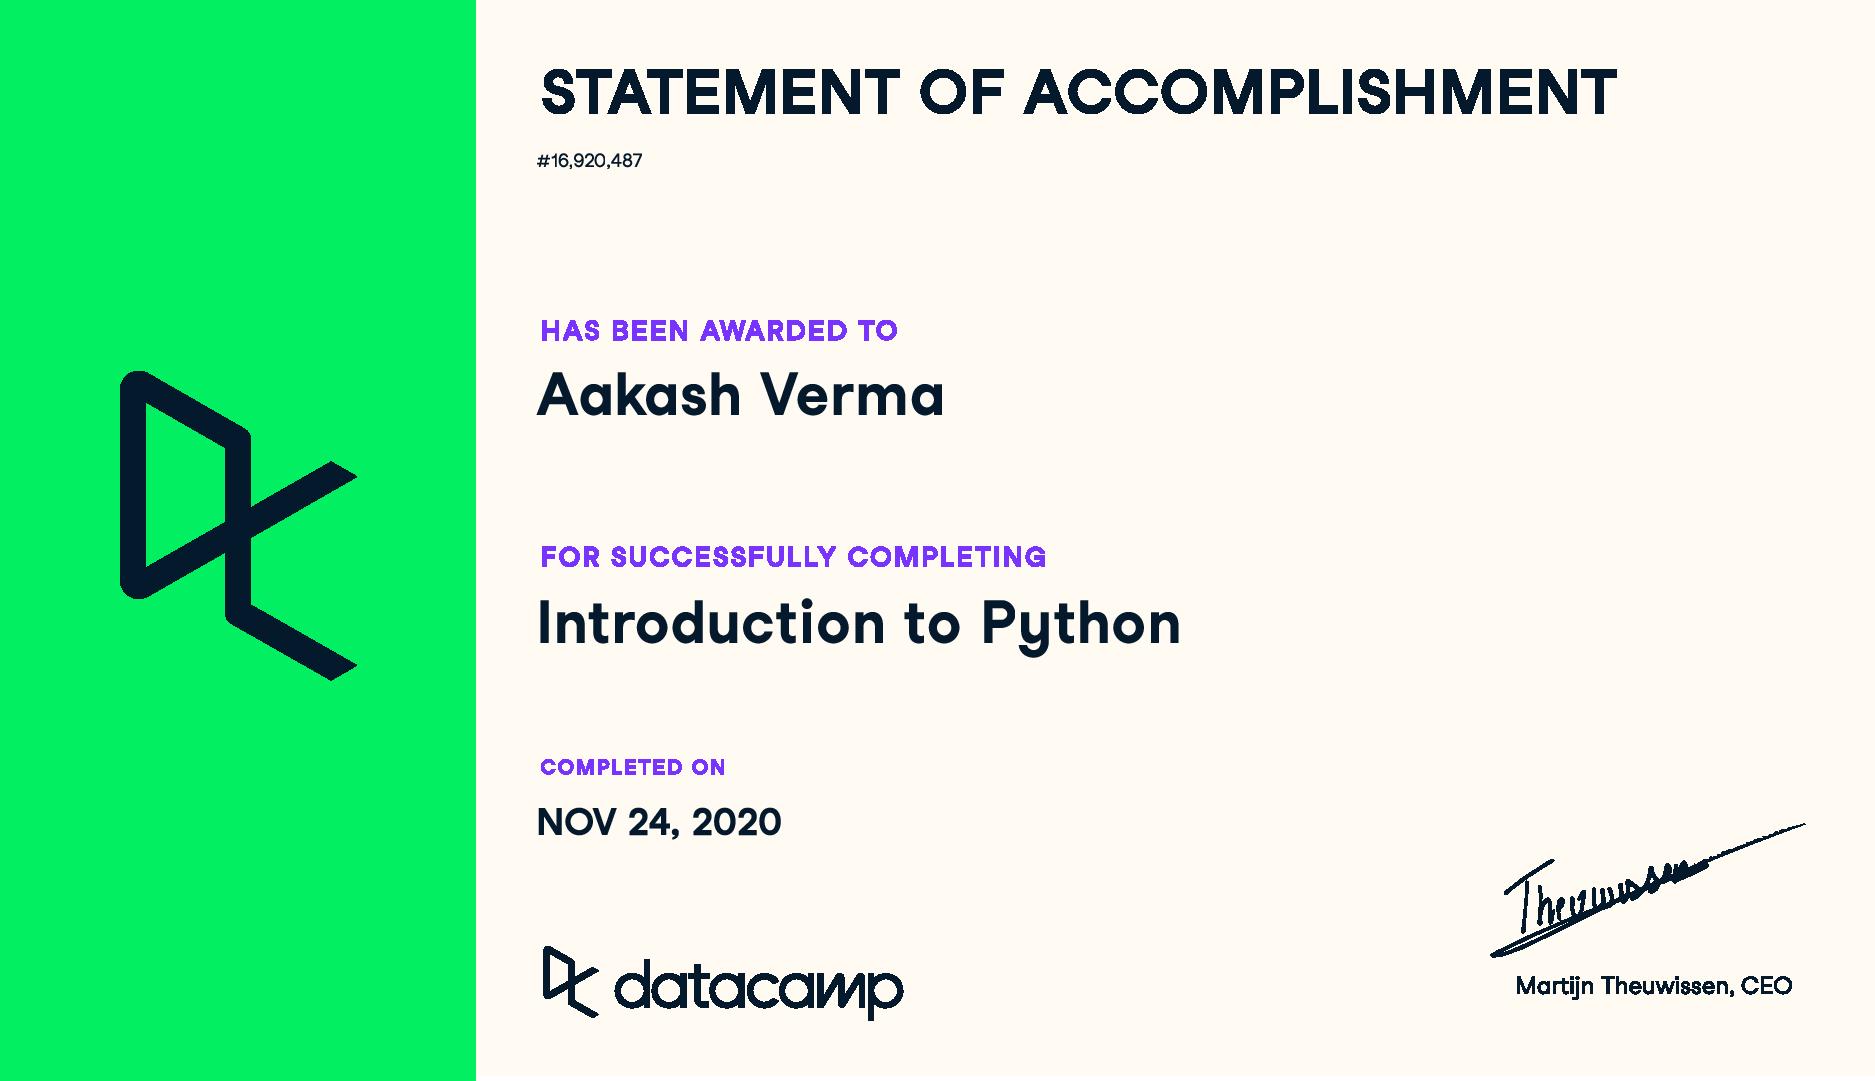 STATEMENT OF ACCOMPLISHMENT
#16,920,487
HAS BEEN AWARDED TO
Aakash Verma
FOR SUCCESSFULLY COMPLETING
Introduction to Python
COMPLETED ON
NOV 24, 2020
Theuwissen
datacamp
Martijn Theuwissen, CEO